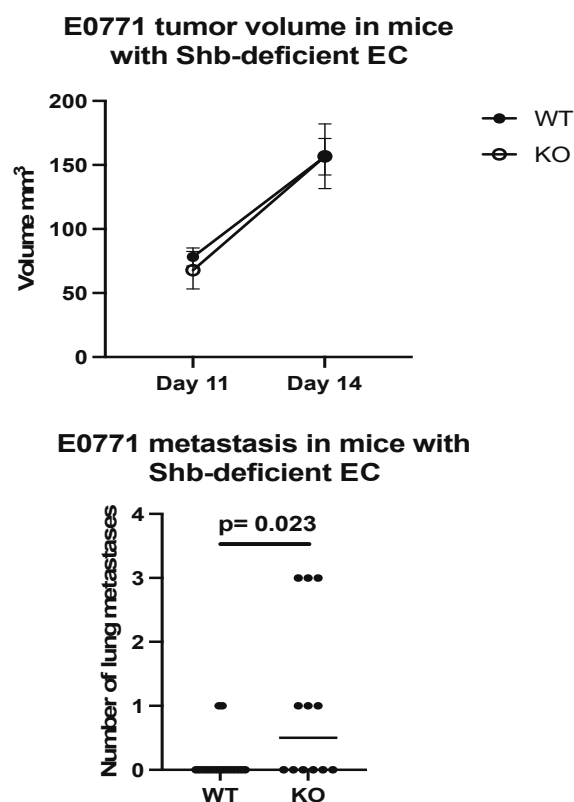 E0771 tumor volume in mice
with Shb-deficient EC
200
150
100
50
0
Volume mm³
Day 11
Day 14
WT
KO
E0771 metastasis in mice with
Shb-deficient EC
4
3
2
1
0
Number of lung metastases
p= 0.023
WT
KO